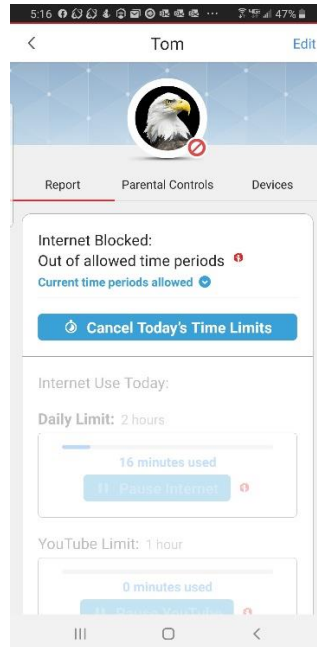 5:16
47%
Tom
Edit
Report
Parental Controls
Devices
Internet Blocked:
Out of allowed time periods
Current time periods allowed
Cancel Today's Time Limits
Internet Use Today:
Daily Limit: 2 hours
16 minutes used
Pause Internet
YouTube Limit: 1 hour
0 minutes used
Pause YouTube